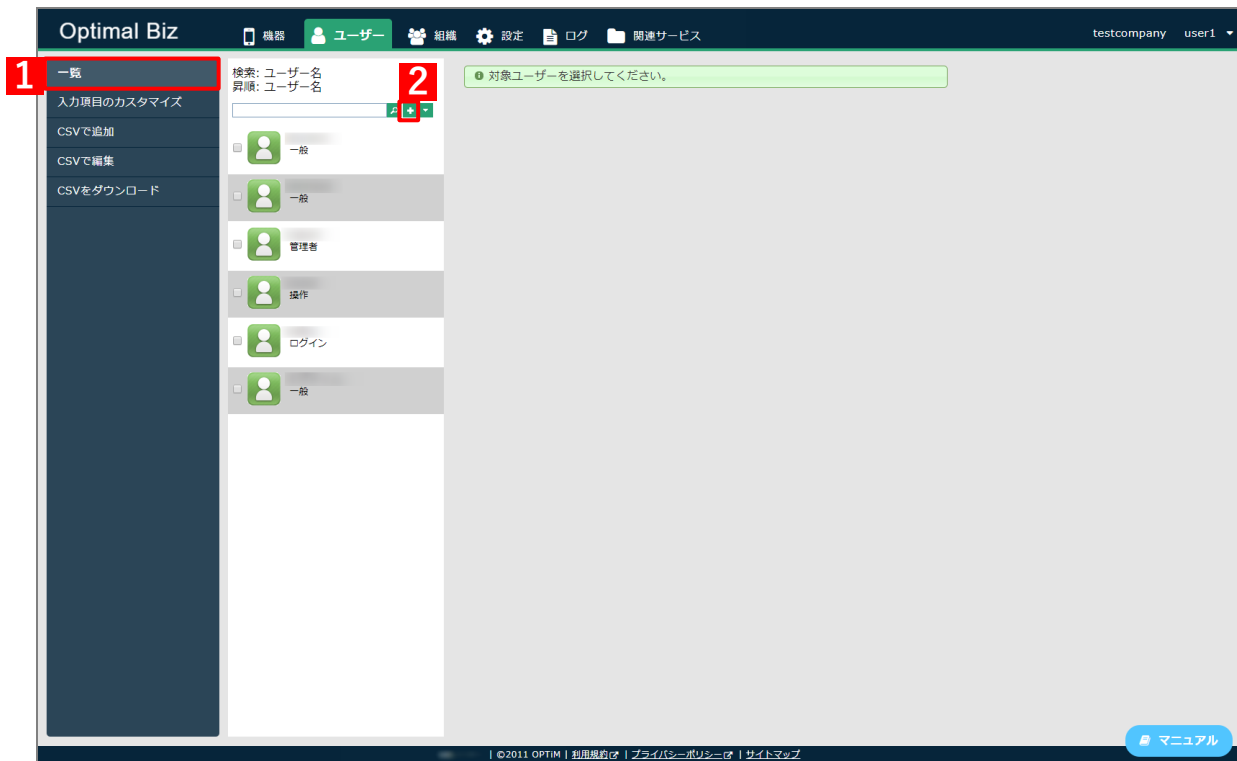 Optimal Biz
機器
ユーザー
組織
設定
ログ
関連サービス
testcompany user1
1
一覧
入力項目のカスタマイズ
CSVで追加
CSVで編集
CSVをダウンロード
検索: ユーザー名
昇順: ユーザー名
2
一般
一般
管理者
操作
ログイン
一般
対象ユーザーを選択してください。
マニュアル
| ©2011 OPTiM | 利用規約 | プライバシーポリシー | サイトマップ